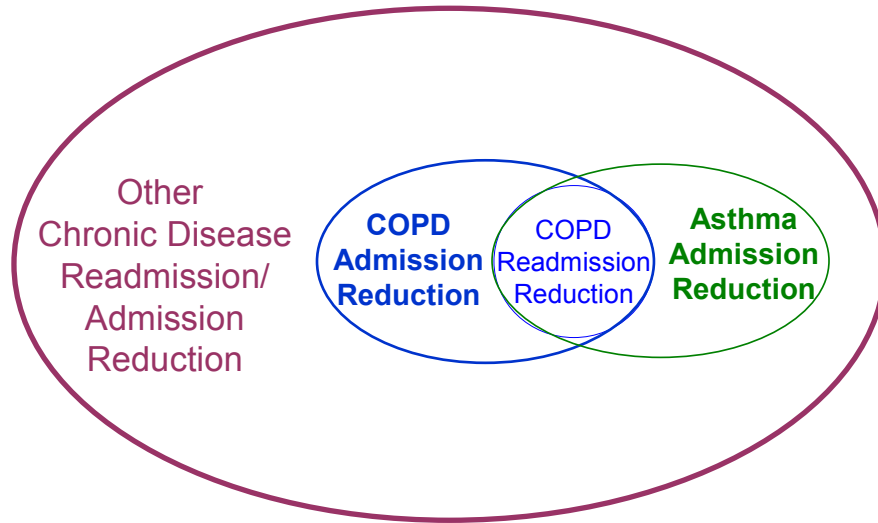 Other
Chronic Disease
Readmission/
Admission
Reduction
COPD
Admission
Reduction
COPD
Readmission
Reduction
Asthma
Admission
Reduction